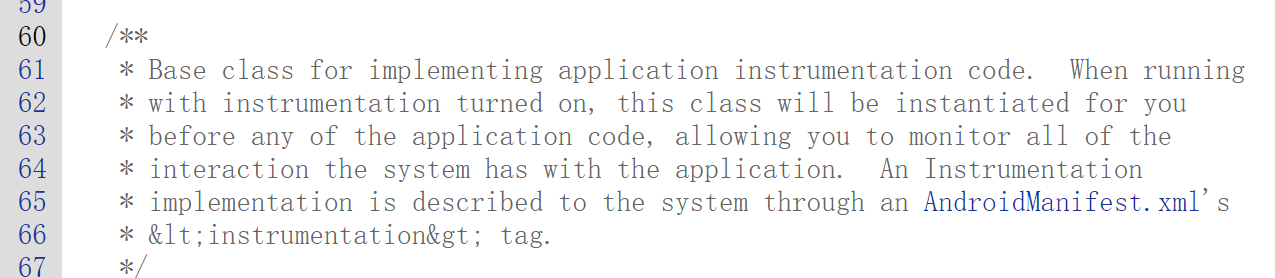 59
60 /**
61 * Base class for implementing application instrumentation code.  When running
62 * with instrumentation turned on, this class will be instantiated for you
63 * before any of the application code, allowing you to monitor all of the
64 * interaction the system has with the application.  An Instrumentation
65 * implementation is described to the system through an AndroidManifest.xml's
66 * &lt;instrumentation&gt; tag.
67 */